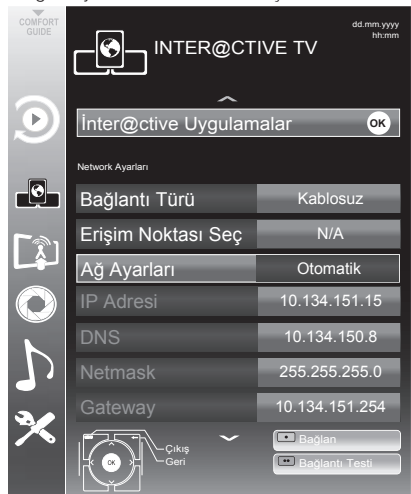 COMFORT
GUIDE
INTER@CTIVE TV
dd.mm.yyyy
hh:mm
İnter@ctive Uygulamalar OK
Network Ayarları
Bağlantı Türü Kablosuz
Erişim Noktası Seç N/A
Ağ Ayarları Otomatik
IP Adresi 10.134.151.15
DNS 10.134.150.8
Netmask 255.255.255.0
Gateway 10.134.151.254
OK
Çıkış
Geri
Bağlan
Bağlantı Testi